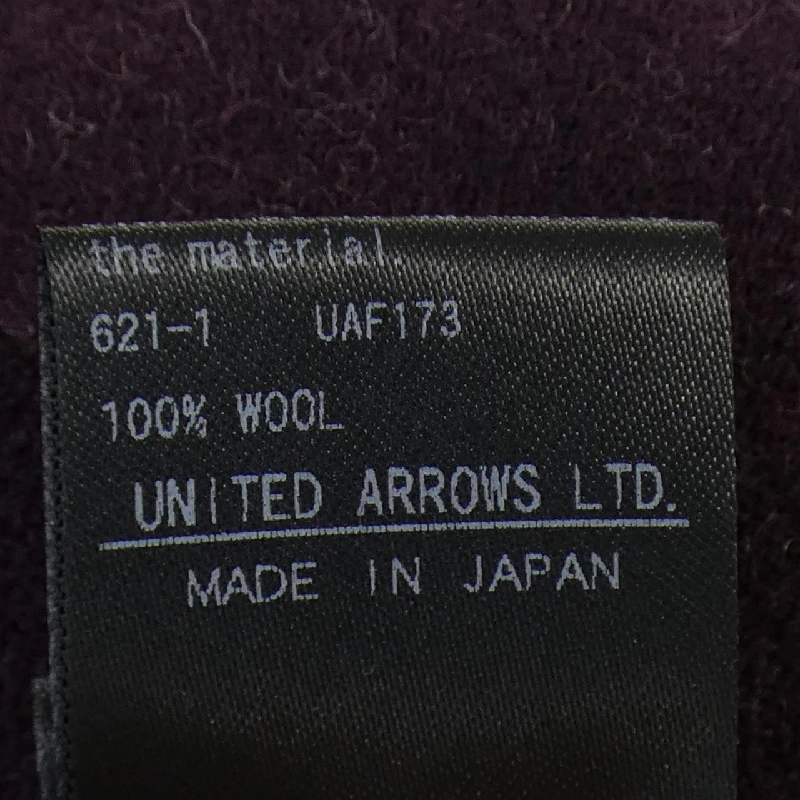 the material.
621-1 UAF173
100% WOOL
UNITED ARROWS LTD.
MADE IN JAPAN